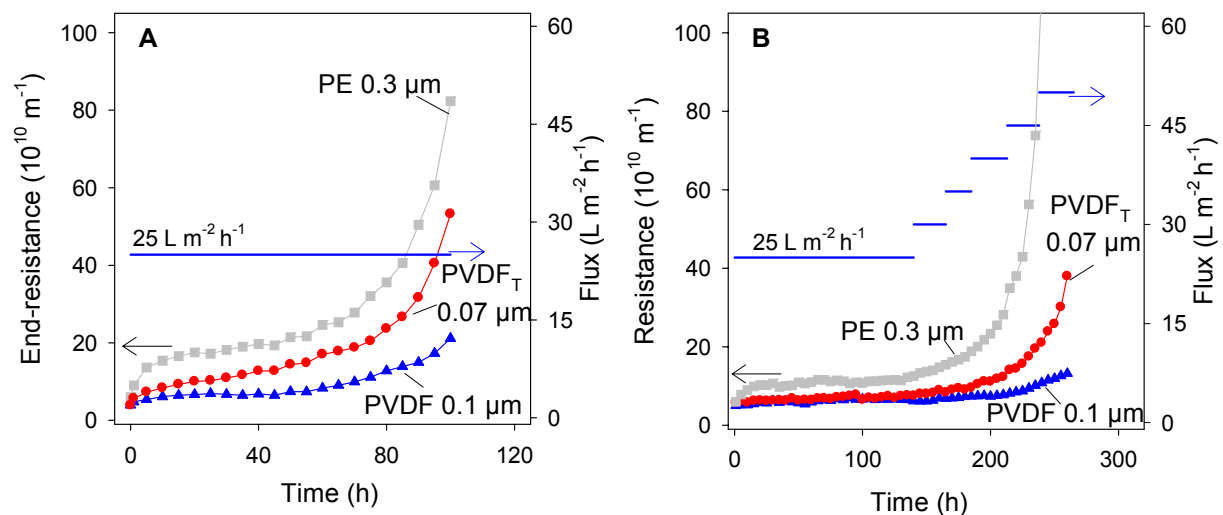 A
End-resistance (10¹⁰ m⁻¹)
100
80
60
40
20
0
0
40
80
120
Time (h)
60
45
30
15
0
Flux (L m⁻² h⁻¹)
PE 0.3 µm
25 L m⁻² h⁻¹
PVDF_T
0.07 µm
PVDF 0.1 µm
B
Resistance (10¹⁰ m⁻¹)
100
80
60
40
20
0
0
100
200
300
Time (h)
60
45
30
15
0
Flux (L m⁻² h⁻¹)
25 L m⁻² h⁻¹
PVDF_T
0.07 µm
PE 0.3 µm
PVDF 0.1 µm